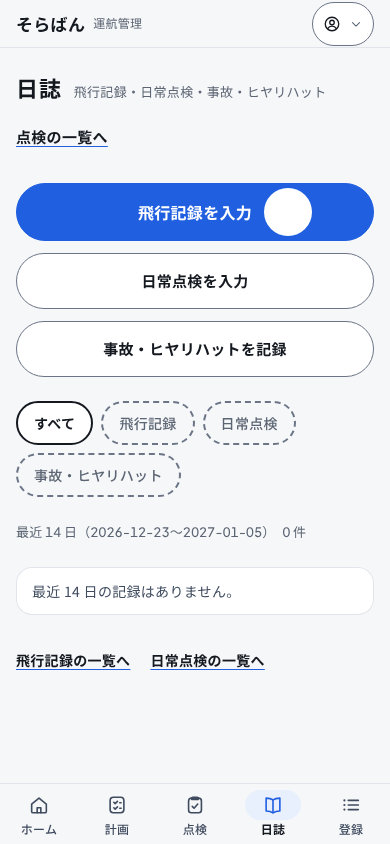 そらばん 運航管理
日誌 飛行記録・日常点検・事故・ヒヤリハット
点検の一覧へ
飛行記録を入力
日常点検を入力
事故・ヒヤリハットを記録
すべて 飛行記録 日常点検
事故・ヒヤリハット
最近 14 日（2026-12-23〜2027-01-05） 0 件
最近 14 日の記録はありません。
飛行記録の一覧へ 日常点検の一覧へ
ホーム 計画 点検 日誌 登録